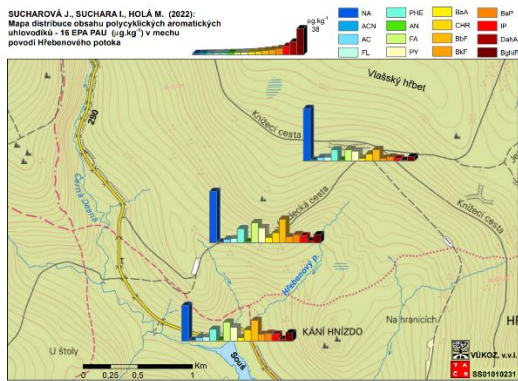 SUCHAROVÁ J., SUCHARA I., HOLÁ M. (2022):
Mapa distribuce obsahu polycyklických aromatických
uhlovodíků - 16 EPA PAU (µg.kg⁻¹) v mechu
povodí Hřebenového potoka
µg.kg⁻¹
38
NA PHE BaA BaP
ACN AN CHR IP
AC FA BbF DahA
FL PY BkF BghiP
Vlašský hřbet
Knížecí cesta
290
Černá Desná
Knížecí cesta
cesta
Hřebenový p.
KÁNÍ HNÍZDO
Na hranicích
U štoly
Souš
0 0,25 0,5 1 Km
VÚKOZ, v.v.i.
T A
Č R
SS01010231